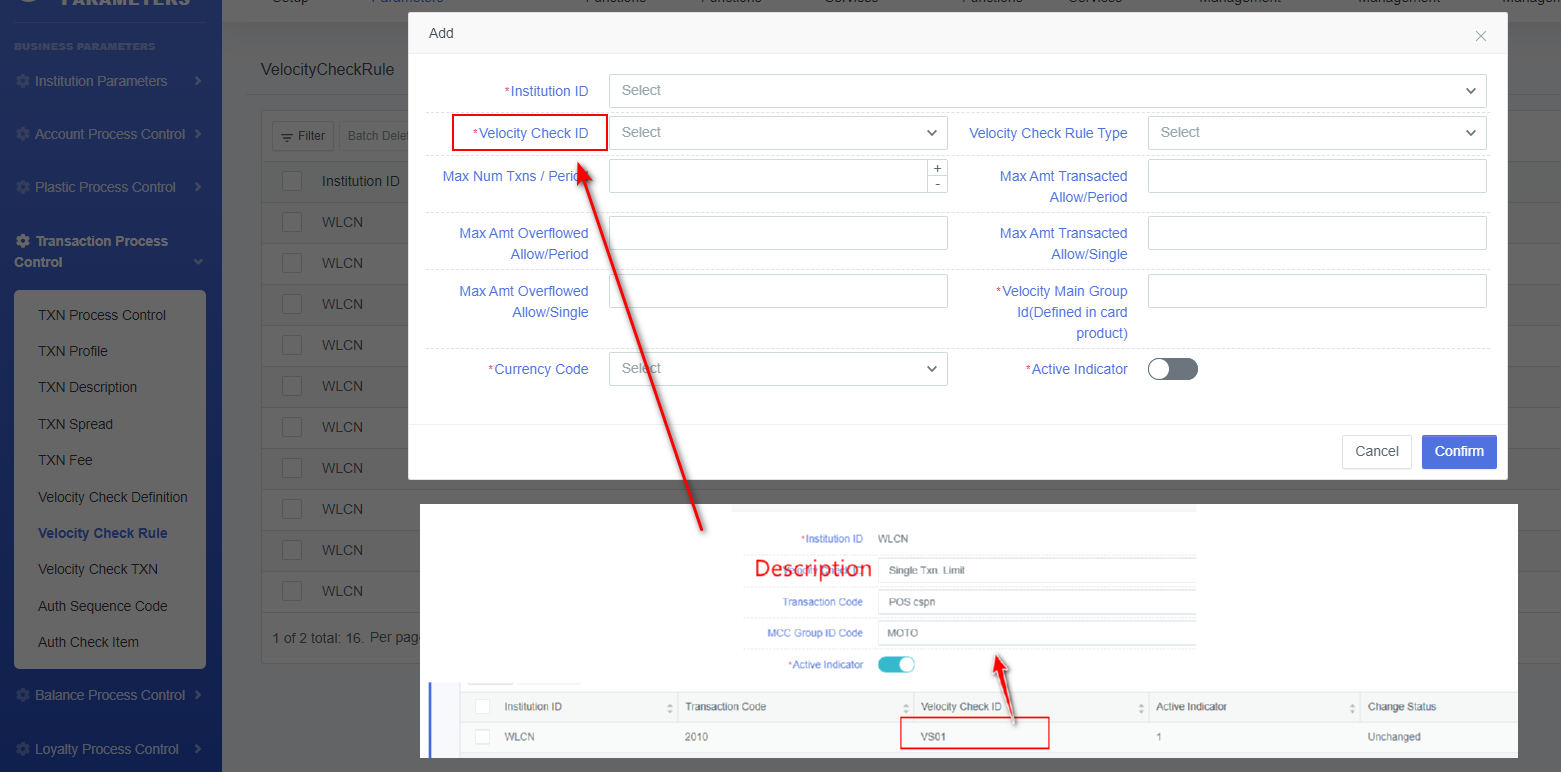 PARAMETERS
Setup
Parameters
Functions
Functions
Services
Functions
Services
Management
Management
BUSINESS PARAMETERS
Institution Parameters
Account Process Control
Plastic Process Control
Transaction Process
Control
TXN Process Control
TXN Profile
TXN Description
TXN Spread
TXN Fee
Velocity Check Definition
Velocity Check Rule
Velocity Check TXN
Auth Sequence Code
Auth Check Item
Balance Process Control
Loyalty Process Control
VelocityCheckRule
Filter
Batch Delet
Institution ID
WLCN
WLCN
WLCN
WLCN
WLCN
WLCN
WLCN
WLCN
WLCN
WLCN
1 of 2 total: 16. Per page
Add
*Institution ID
Select
*Velocity Check ID
Select
Velocity Check Rule Type
Select
Max Num Txns / Period
+
-
Max Amt Transacted
Allow/Period
Max Amt Overflowed
Allow/Period
Max Amt Transacted
Allow/Single
Max Amt Overflowed
Allow/Single
*Velocity Main Group
Id(Defined in card
product)
*Currency Code
Select
*Active Indicator
Cancel
Confirm
*Institution ID
WLCN
Description
Single Txn. Limit
Transaction Code
POS cspn
MCC Group ID Code
MOTO
*Active Indicator
Institution ID
Transaction Code
Velocity Check ID
Active Indicator
Change Status
WLCN
2010
VS01
1
Unchanged